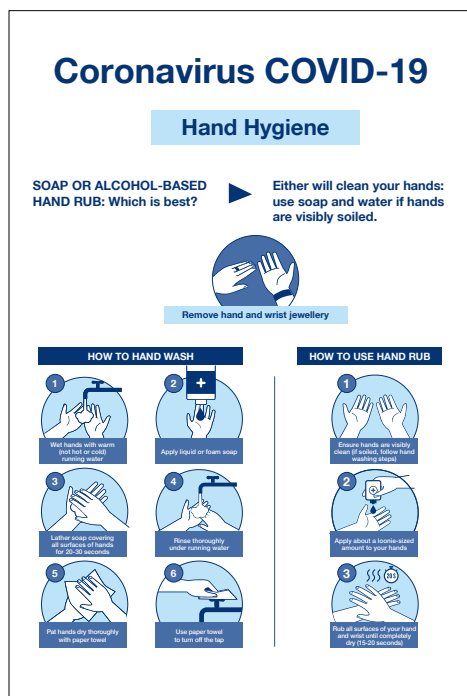 Coronavirus COVID-19
Hand Hygiene
SOAP OR ALCOHOL-BASED
HAND RUB: Which is best?
Either will clean your hands:
use soap and water if hands
are visibly soiled.
Remove hand and wrist jewellery
HOW TO HAND WASH
1
Wet hands with warm
(not hot or cold)
running water
2
Apply liquid or foam soap
3
Lather soap covering
all surfaces of hands
for 20-30 seconds
4
Rinse thoroughly
under running water
5
Pat hands dry thoroughly
with paper towel
6
Use paper towel
to turn off the tap
HOW TO USE HAND RUB
1
Ensure hands are visibly
clean (if soiled, follow
hand washing steps)
2
Apply about a loonie-sized
amount to your hands
3
20 S
Rub all surfaces of your hand
and wrist until completely
dry (15-20 seconds)